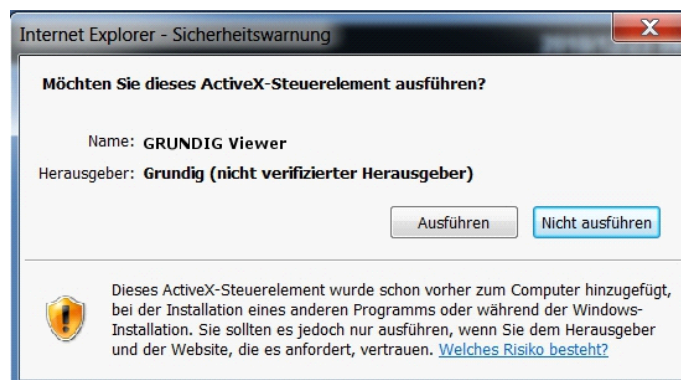 Internet Explorer - Sicherheitswarnung
Möchten Sie dieses ActiveX-Steuerelement ausführen?
Name: GRUNDIG Viewer
Herausgeber: Grundig (nicht verifizierter Herausgeber)
Ausführen Nicht ausführen
Dieses ActiveX-Steuerelement wurde schon vorher zum Computer hinzugefügt,
bei der Installation eines anderen Programms oder während der Windows-
Installation. Sie sollten es jedoch nur ausführen, wenn Sie dem Herausgeber
und der Website, die es anfordert, vertrauen. Welches Risiko besteht?